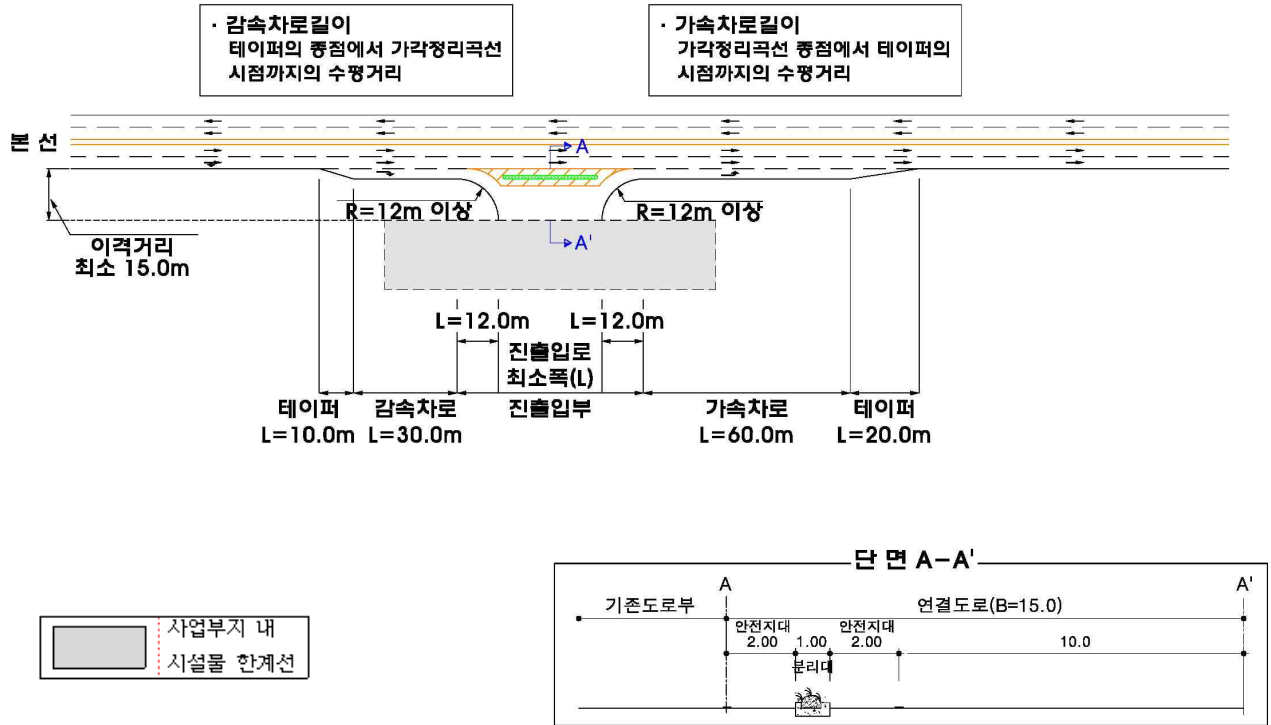 · 감속차로길이
테이퍼의 종점에서 가각정리곡선
시점까지의 수평거리
· 가속차로길이
가각정리곡선 종점에서 테이퍼의
시점까지의 수평거리
본 선
A
R=12m 이상
R=12m 이상
이격거리
최소 15.0m
A'
L=12.0m
L=12.0m
진출입로
최소폭(L)
테이퍼
L=10.0m
감속차로
L=30.0m
진출입부
가속차로
L=60.0m
테이퍼
L=20.0m
사업부지 내
시설물 한계선
단 면 A-A'
A
A'
기존도로부
연결도로(B=15.0)
안전지대
2.00
1.00
안전지대
2.00
10.0
분리대